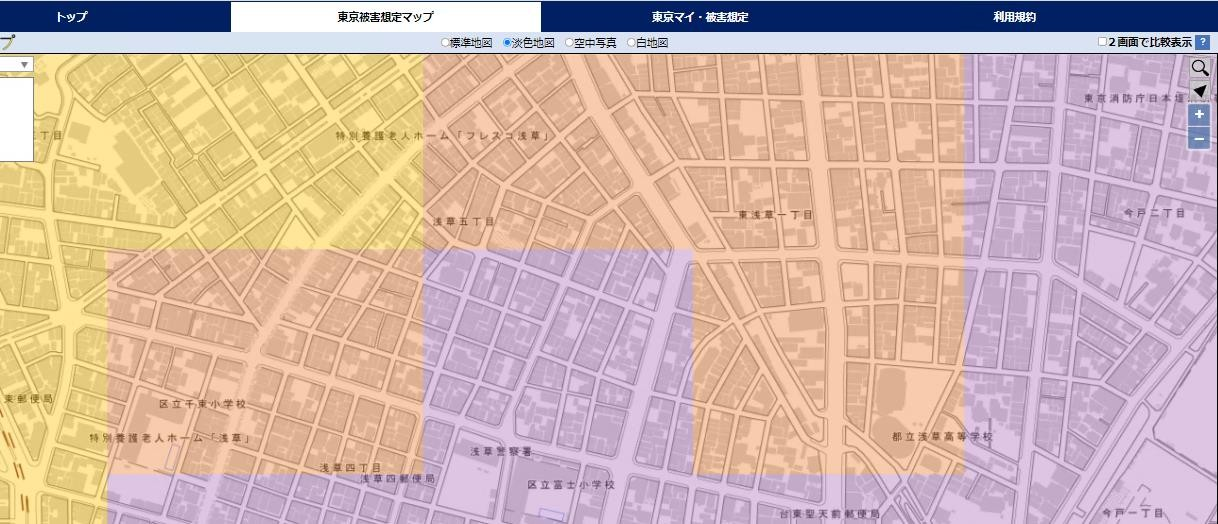 トップ
東京被害想定マップ
東京マイ・被害想定
利用規約
プ
標準地図
淡色地図
空中写真
白地図
2画面で比較表示
?
東京消防庁日本堤
丁目
特別養護老人ホーム「フレスコ浅草」
+
−
浅草五丁目
東浅草一丁目
今戸二丁目
東郵便局
区立千束小学校
特別養護老人ホーム「浅草」
都立浅草高等学校
浅草警察署
浅草四丁目
浅草四郵便局
区立富士小学校
台東聖天前郵便局
今戸一丁目